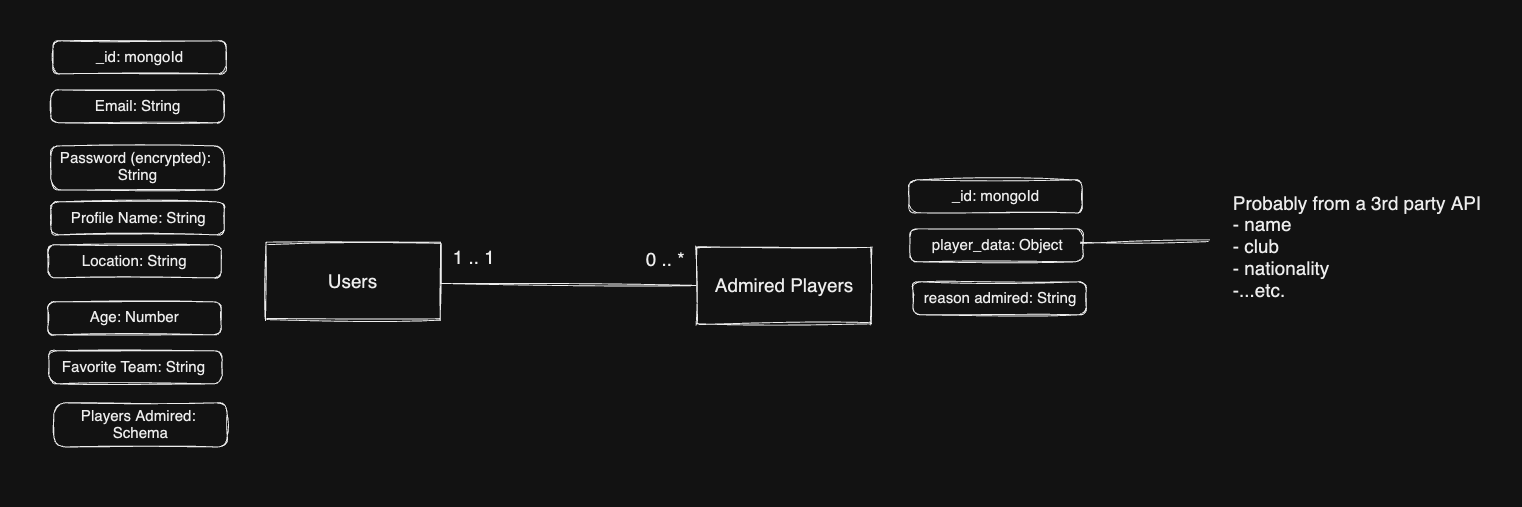 _id: mongoId
Email: String
Password (encrypted):
String
Profile Name: String
Location: String
Age: Number
Favorite Team: String
Players Admired:
Schema
Users
1 .. 1
0 .. *
Admired Players
_id: mongoId
player_data: Object
reason admired: String
Probably from a 3rd party API
- name
- club
- nationality
-...etc.